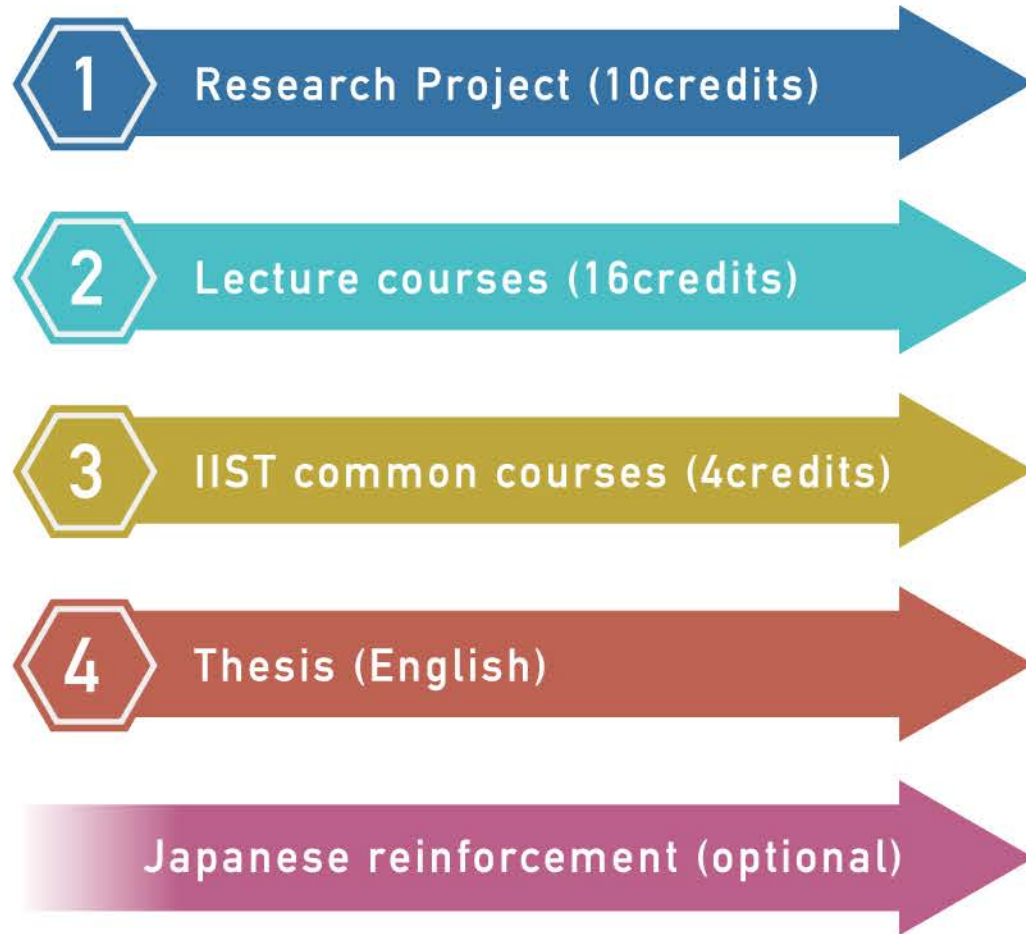 1
Research Project (10credits)
2
Lecture courses (16credits)
3
IIST common courses (4credits)
4
Thesis (English)
Japanese reinforcement (optional)